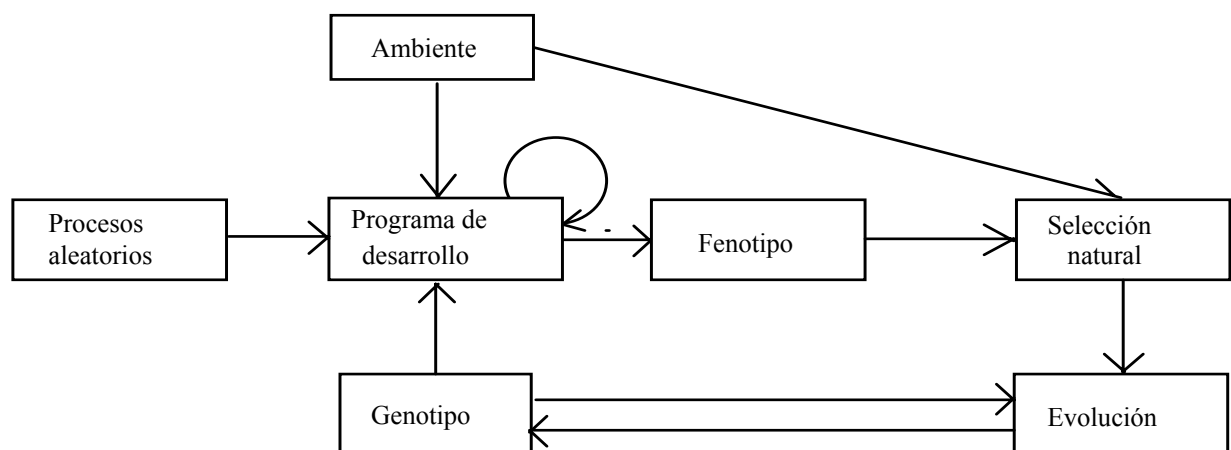 Ambiente
Procesos
aleatorios
Programa de
desarrollo
Fenotipo
Selección
natural
Genotipo
Evolución